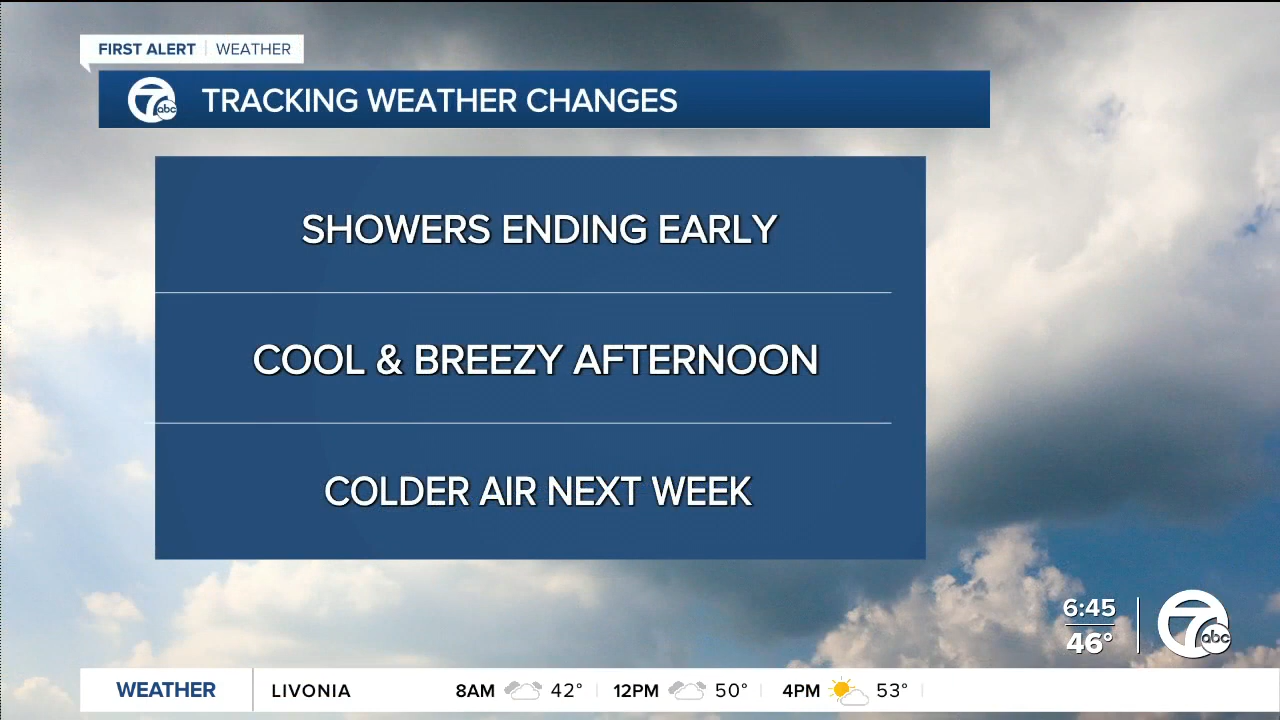 FIRST ALERT WEATHER
7 abc TRACKING WEATHER CHANGES
SHOWERS ENDING EARLY
COOL & BREEZY AFTERNOON
COLDER AIR NEXT WEEK
6:45
46°
7 abc
WEATHER LIVONIA 8AM 42° 12PM 50° 4PM 53°